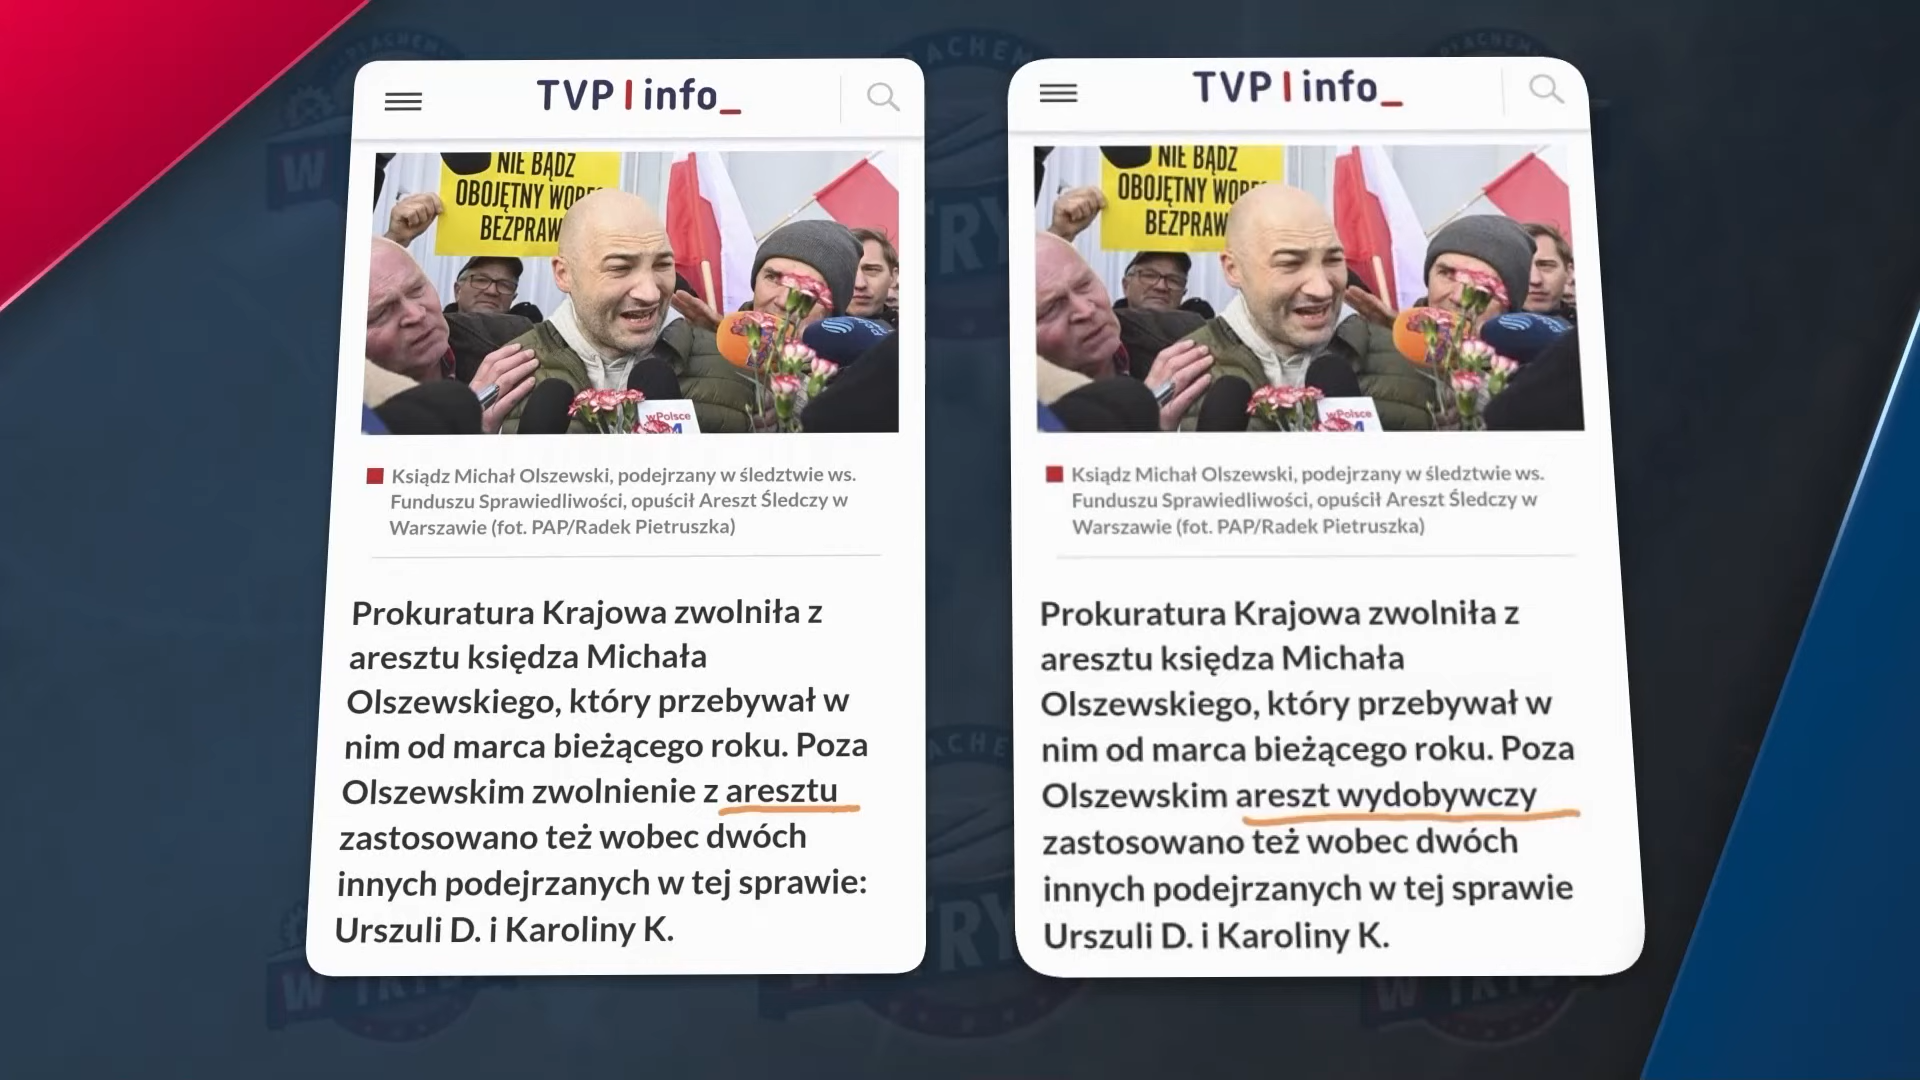 TVP info_
NIE BĄDZ
OBOJĘTNY
BEZPRAW
wPolsce
Ksiądz Michał Olszewski, podejrzany w śledztwie ws.
Funduszu Sprawiedliwości, opuścił Areszt Śledczy w
Warszawie (fot. PAP/Radek Pietruszka)
Prokuratura Krajowa zwolniła z
aresztu księdza Michała
Olszewskiego, który przebywał w
nim od marca bieżącego roku. Poza
Olszewskim zwolnienie z aresztu
zastosowano też wobec dwóch
innych podejrzanych w tej sprawie:
Urszuli D. i Karoliny K.
TVP info_
NIE BĄDZ
OBOJĘTNY
BEZPRAW
wPolsce
Ksiądz Michał Olszewski, podejrzany w śledztwie ws.
Funduszu Sprawiedliwości, opuścił Areszt Śledczy w
Warszawie (fot. PAP/Radek Pietruszka)
Prokuratura Krajowa zwolniła z
aresztu księdza Michała
Olszewskiego, który przebywał w
nim od marca bieżącego roku. Poza
Olszewskim areszt wydobywczy
zastosowano też wobec dwóch
innych podejrzanych w tej sprawie
Urszuli D. i Karoliny K.